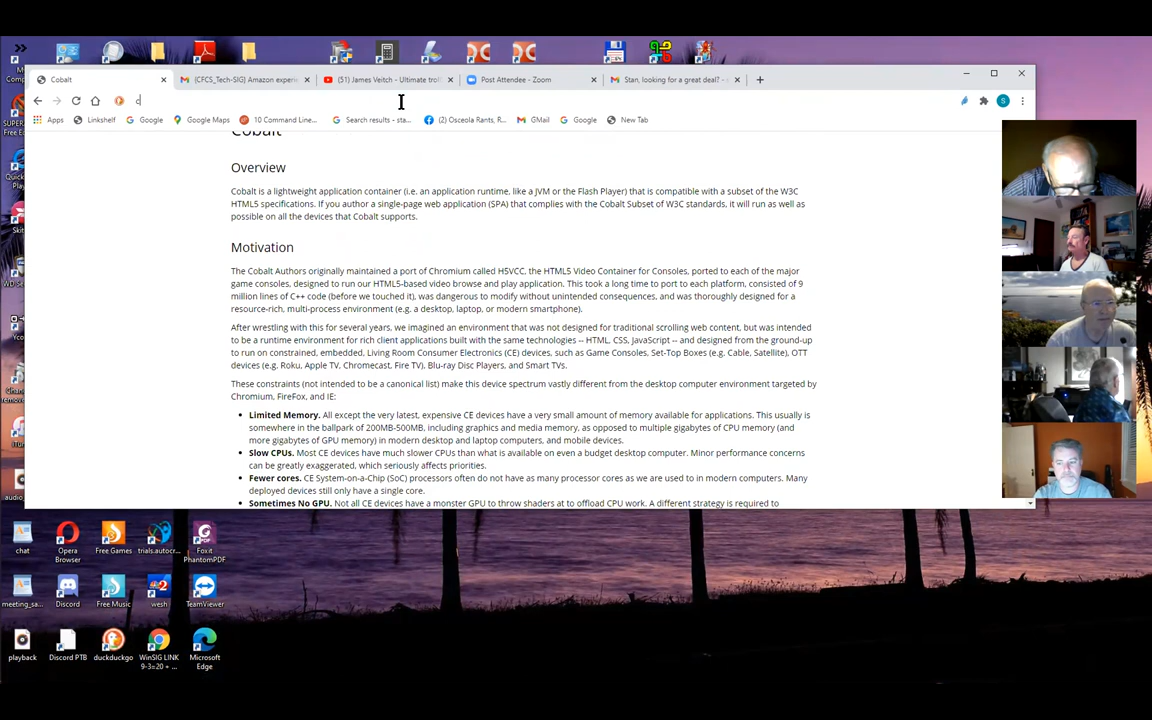 My
Comp
SUPER
Free E
Quick
Play
Skit
WD Se
Yco
Chan
remov
iTun
audio_
Cobalt
[CFCS_Tech-SIG] Amazon experie
(51) James Veitch - Ultimate trol
Post Attendee - Zoom
Stan, looking for a great deal? - s
c
S
Apps
Linkshelf
Google
Google Maps
10 Command Line...
Search results - sta...
(2) Osceola Rants, R...
GMail
Google
New Tab
Cobalt
Overview
Cobalt is a lightweight application container (i.e. an application runtime, like a JVM or the Flash Player) that is compatible with a subset of the W3C
HTML5 specifications. If you author a single-page web application (SPA) that complies with the Cobalt Subset of W3C standards, it will run as well as
possible on all the devices that Cobalt supports.
Motivation
The Cobalt Authors originally maintained a port of Chromium called H5VCC, the HTML5 Video Container for Consoles, ported to each of the major
game consoles, designed to run our HTML5-based video browse and play application. This took a long time to port to each platform, consisted of 9
million lines of C++ code (before we touched it), was dangerous to modify without unintended consequences, and was thoroughly designed for a
resource-rich, multi-process environment (e.g. a desktop, laptop, or modern smartphone).
After wrestling with this for several years, we imagined an environment that was not designed for traditional scrolling web content, but was intended
to be a runtime environment for rich client applications built with the same technologies -- HTML, CSS, JavaScript -- and designed from the ground-up
to run on constrained, embedded, Living Room Consumer Electronics (CE) devices, such as Game Consoles, Set-Top Boxes (e.g. Cable, Satellite), OTT
devices (e.g. Roku, Apple TV, Chromecast, Fire TV), Blu-ray Disc Players, and Smart TVs.
These constraints (not intended to be a canonical list) make this device spectrum vastly different from the desktop computer environment targeted by
Chromium, FireFox, and IE:
Limited Memory. All except the very latest, expensive CE devices have a very small amount of memory available for applications. This usually is
somewhere in the ballpark of 200MB-500MB, including graphics and media memory, as opposed to multiple gigabytes of CPU memory (and
more gigabytes of GPU memory) in modern desktop and laptop computers, and mobile devices.
Slow CPUs. Most CE devices have much slower CPUs than what is available on even a budget desktop computer. Minor performance concerns
can be greatly exaggerated, which seriously affects priorities.
Fewer cores. CE System-on-a-Chip (SoC) processors often do not have as many processor cores as we are used to in modern computers. Many
deployed devices still only have a single core.
Sometimes No GPU. Not all CE devices have a monster GPU to throw shaders at to offload CPU work. A different strategy is required to
chat
Opera
Browser
Free Games
trials.autocr...
Foxit
PhantomPDF
meeting_sa...
Discord
Free Music
wesh
TeamViewer
playback
Discord PTB
duckduckgo
WinSIG LINK
9-3=20 + ...
Microsoft
Edge